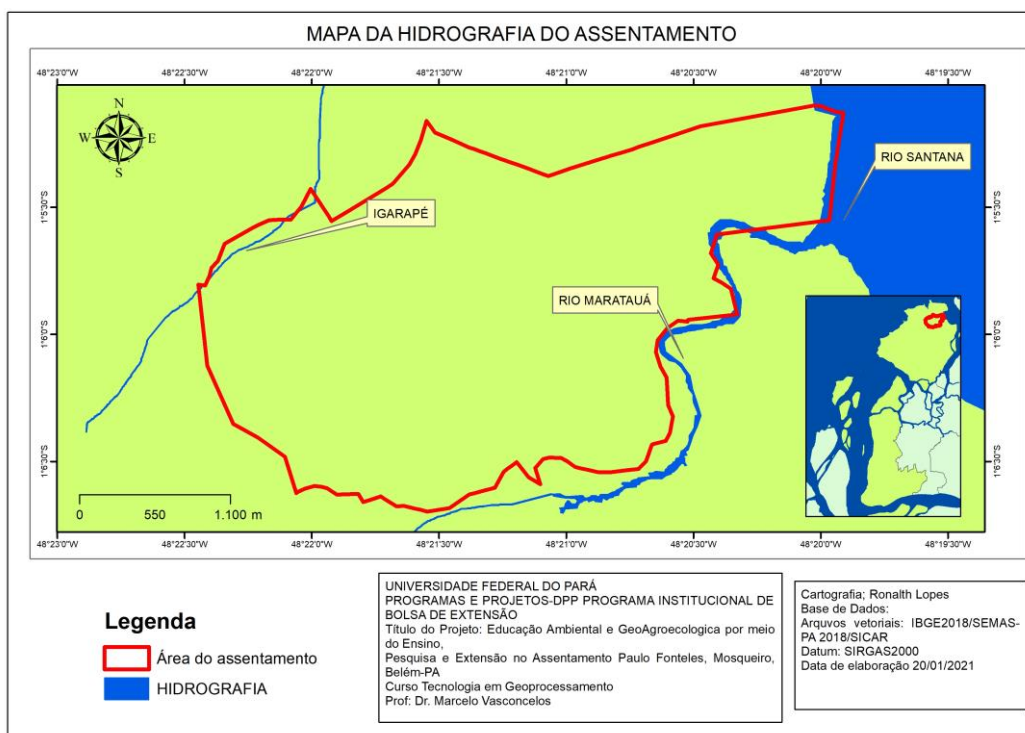 MAPA DA HIDROGRAFIA DO ASSENTAMENTO
48°23'0"W 48°22'30"W 48°22'0"W 48°21'30"W 48°21'0"W 48°20'30"W 48°20'0"W 48°19'30"W
N
W E
S
RIO SANTANA
1°5'30"S 1°5'30"S
IGARAPÉ
RIO MARATAUÁ
1°6'0"S 1°6'0"S
1°6'30"S 1°6'30"S
0 550 1.100 m
48°23'0"W 48°22'30"W 48°22'0"W 48°21'30"W 48°21'0"W 48°20'30"W 48°20'0"W 48°19'30"W
Legenda
Área do assentamento
HIDROGRAFIA
UNIVERSIDADE FEDERAL DO PARÁ
PROGRAMAS E PROJETOS-DPP PROGRAMA INSTITUCIONAL DE
BOLSA DE EXTENSÃO
Título do Projeto: Educação Ambiental e GeoAgroecologica por meio
do Ensino,
Pesquisa e Extensão no Assentamento Paulo Fonteles, Mosqueiro,
Belém-PA
Curso Tecnologia em Geoprocessamento
Prof: Dr. Marcelo Vasconcelos
Cartografia; Ronalth Lopes
Base de Dados:
Arquvos vetoriais: IBGE2018/SEMAS-
PA 2018/SICAR
Datum: SIRGAS2000
Data de elaboração 20/01/2021